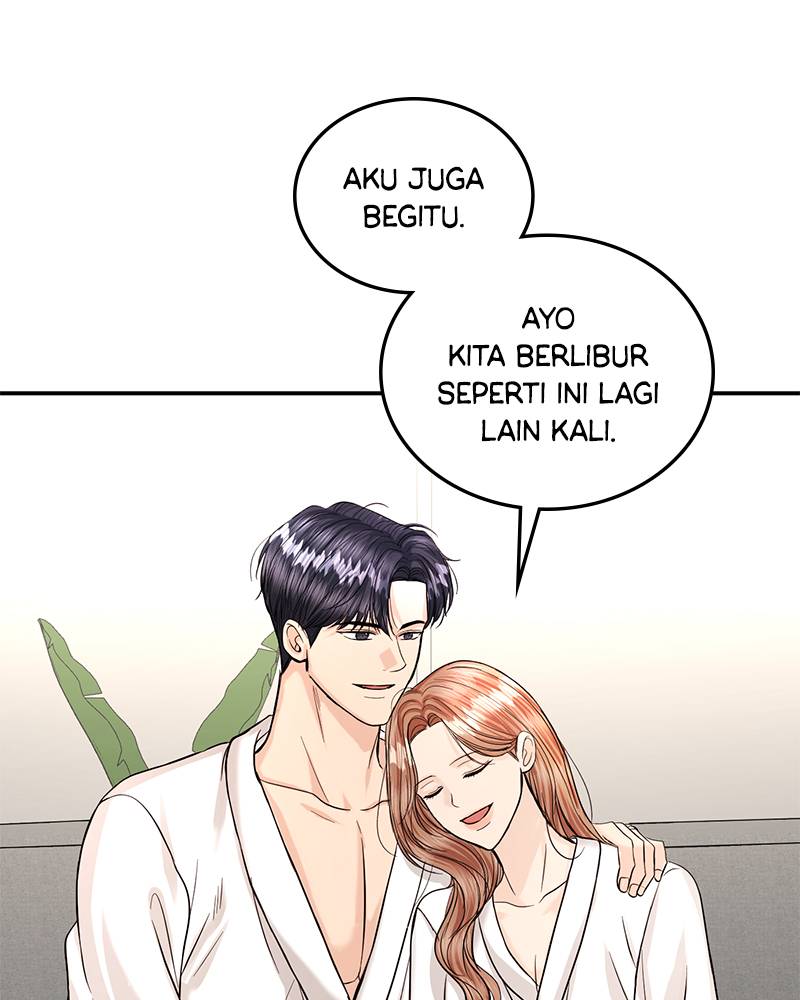 AKU JUGA
BEGITU.
AYO
KITA BERLIBUR
SEPERTI INI LAGI
LAIN KALI.